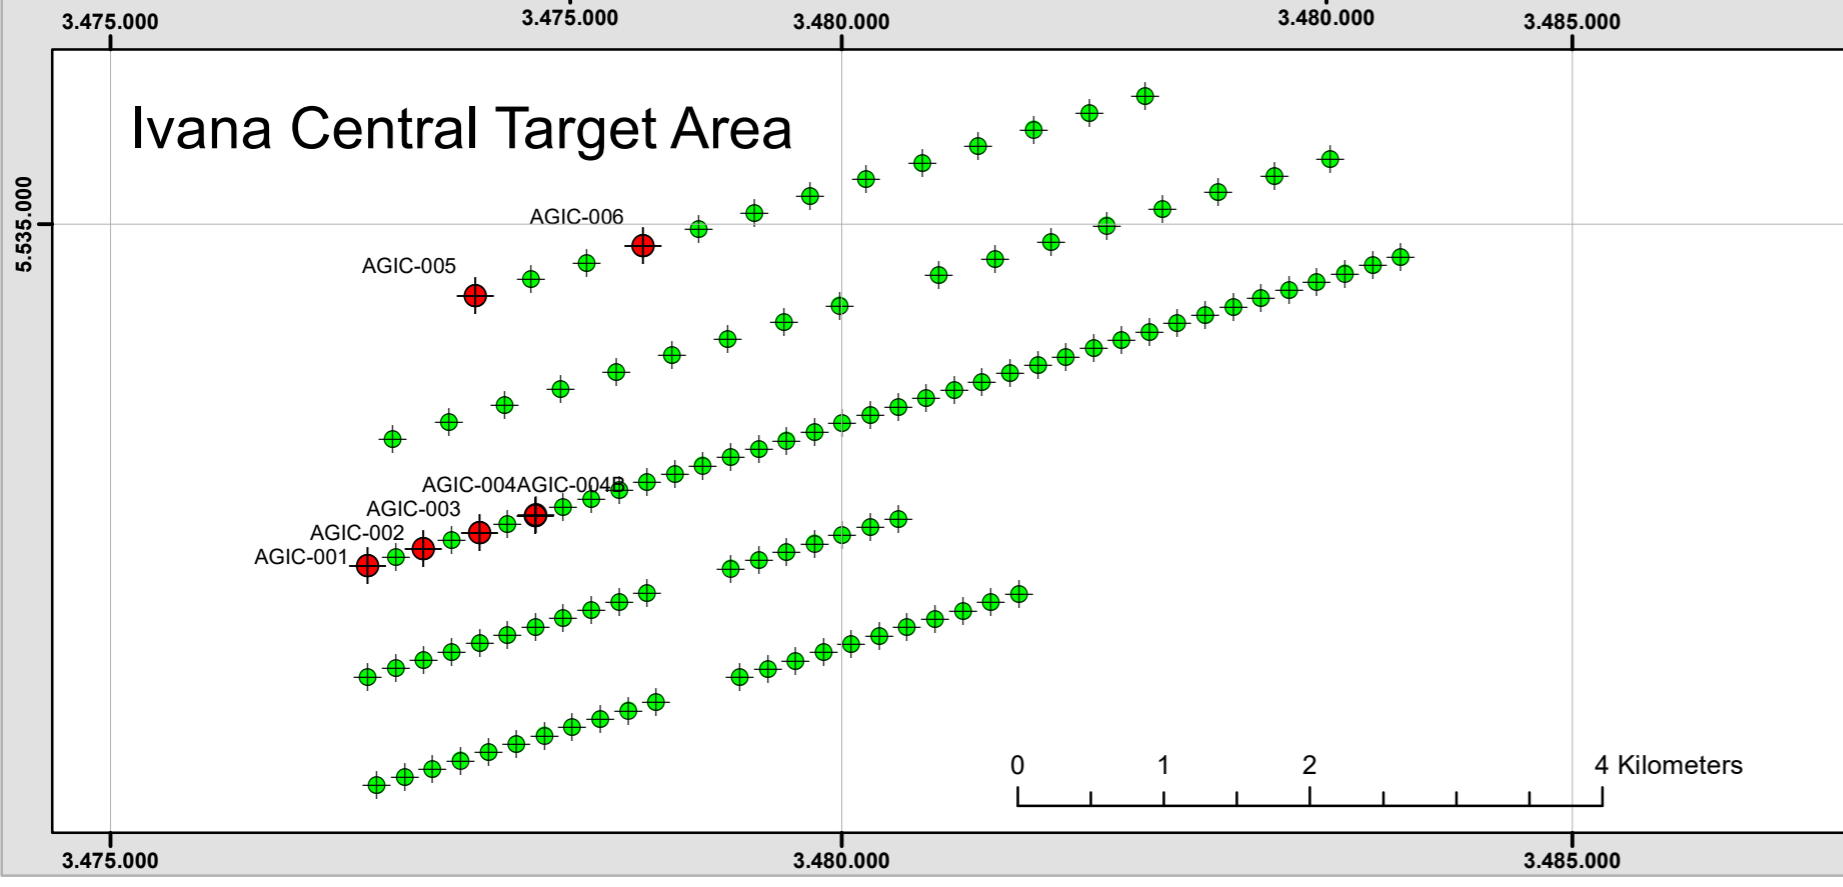 3.475.000
3.475.000
3.480.000
3.480.000
3.485.000
Ivana Central Target Area
5.535.000
AGIC-006
AGIC-005
AGIC-004AGIC-004B
AGIC-003
AGIC-002
AGIC-001
0 1 2 4 Kilometers
3.475.000
3.480.000
3.485.000